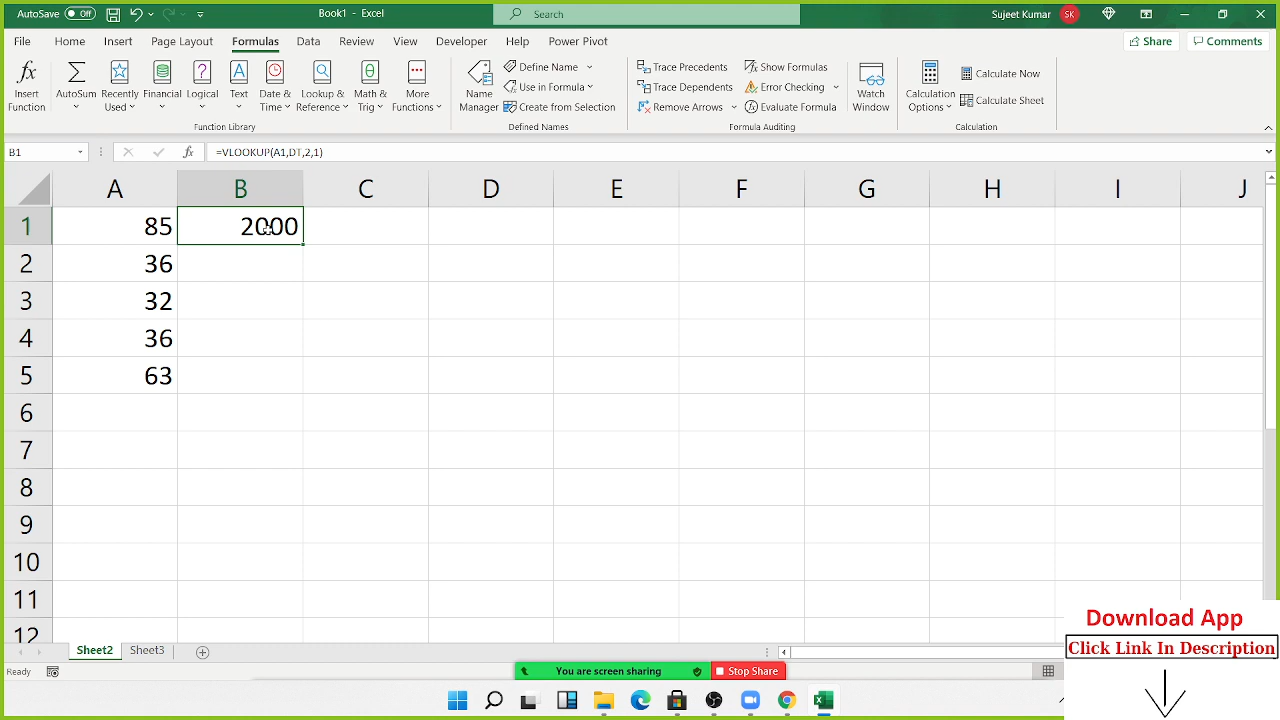 AutoSave Off Book1 - Excel Search Sujeet Kumar SK
File Home Insert Page Layout Formulas Data Review View Developer Help Power Pivot Share Comments
Insert Function
AutoSum
Recently Used
Financial
Logical
Text
Date & Time
Lookup & Reference
Math & Trig
More Functions
Function Library
Name Manager
Define Name
Use in Formula
Create from Selection
Defined Names
Trace Precedents
Trace Dependents
Remove Arrows
Show Formulas
Error Checking
Evaluate Formula
Formula Auditing
Watch Window
Calculation Options
Calculate Now
Calculate Sheet
Calculation
B1 fx =VLOOKUP(A1,DT,2,1)
A B C D E F G H I J
1 85 2000
2 36
3 32
4 36
5 63
6
7
8
9
10
11
12
Sheet2 Sheet3
Ready
You are screen sharing Stop Share
Download App
Click Link In Description